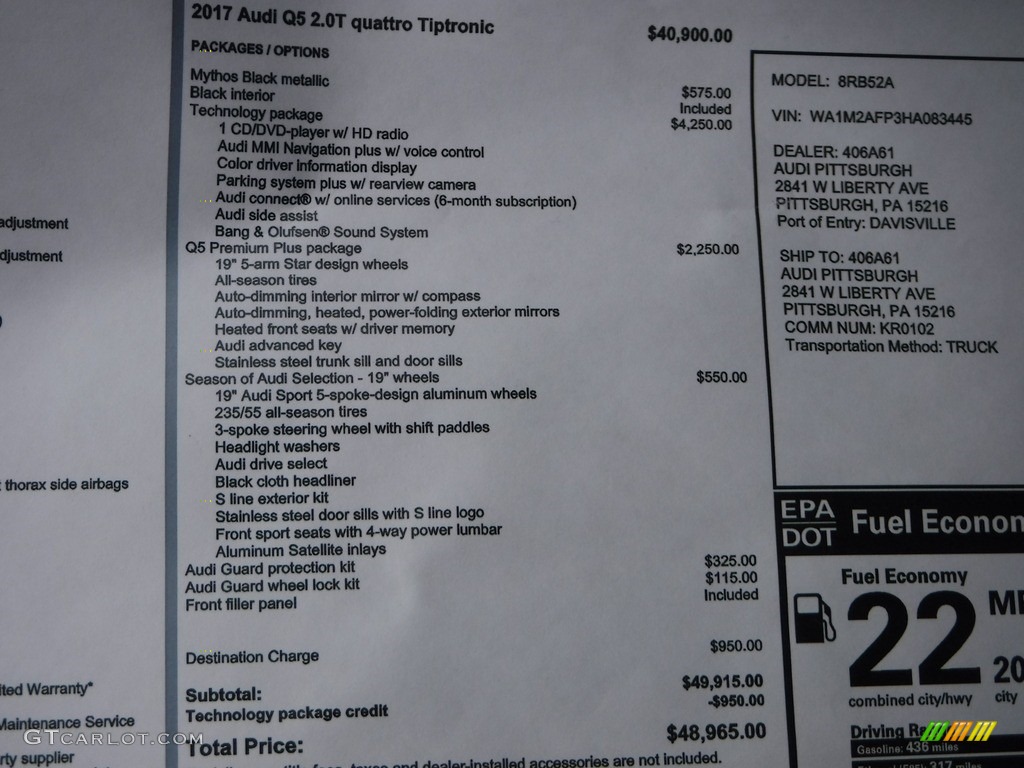 2017 Audi Q5 2.0T quattro Tiptronic $40,900.00
PACKAGES / OPTIONS
Mythos Black metallic $575.00
Black interior Included
Technology package $4,250.00
1 CD/DVD-player w/ HD radio
Audi MMI Navigation plus w/ voice control
Color driver information display
Parking system plus w/ rearview camera
Audi connect® w/ online services (6-month subscription)
Audi side assist
Bang & Olufsen® Sound System
Q5 Premium Plus package $2,250.00
19" 5-arm Star design wheels
All-season tires
Auto-dimming interior mirror w/ compass
Auto-dimming, heated, power-folding exterior mirrors
Heated front seats w/ driver memory
Audi advanced key
Stainless steel trunk sill and door sills
Season of Audi Selection - 19" wheels $550.00
19" Audi Sport 5-spoke-design aluminum wheels
235/55 all-season tires
3-spoke steering wheel with shift paddles
Headlight washers
Audi drive select
Black cloth headliner
S line exterior kit
Stainless steel door sills with S line logo
Front sport seats with 4-way power lumbar
Aluminum Satellite inlays
Audi Guard protection kit $325.00
Audi Guard wheel lock kit $115.00
Front filler panel Included
Destination Charge $950.00
Subtotal: $49,915.00
Technology package credit -$950.00
Total Price: $48,965.00
taxes and dealer-installed accessories are not included.
MODEL: 8RB52A
VIN: WA1M2AFP3HA083445
DEALER: 406A61
AUDI PITTSBURGH
2841 W LIBERTY AVE
PITTSBURGH, PA 15216
Port of Entry: DAVISVILLE
SHIP TO: 406A61
AUDI PITTSBURGH
2841 W LIBERTY AVE
PITTSBURGH, PA 15216
COMM NUM: KR0102
Transportation Method: TRUCK
EPA
DOT
Fuel Econom
Fuel Economy
22 MP
20
combined city/hwy city
Driving Ra
Gasoline: 436 miles
317 miles
adjustment
djustment
thorax side airbags
ited Warranty*
Maintenance Service
rty supplier
GTCARLOT.COM